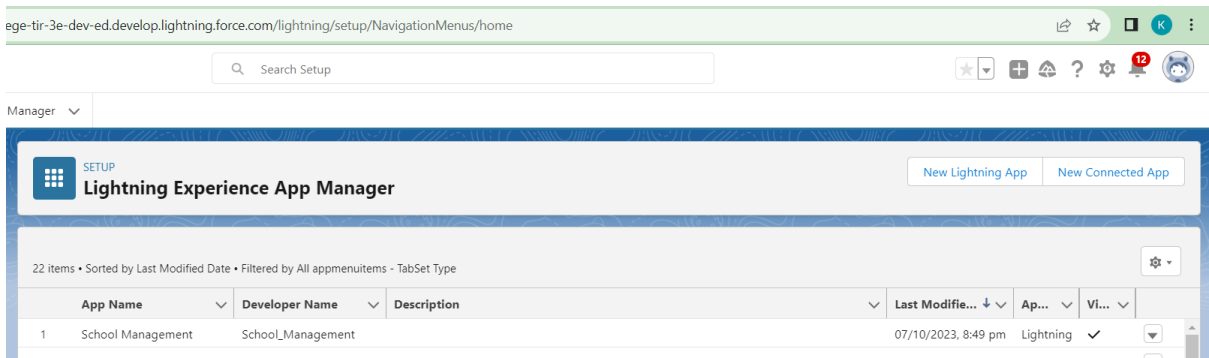 ege-tir-3e-dev-ed.develop.lightning.force.com/lightning/setup/NavigationMenus/home
K
Search Setup
12
Manager
SETUP
Lightning Experience App Manager
New Lightning App
New Connected App
22 items • Sorted by Last Modified Date • Filtered by All appmenuitems - TabSet Type
App Name Developer Name Description Last Modifie... Ap... Vi...
1 School Management School_Management 07/10/2023, 8:49 pm Lightning